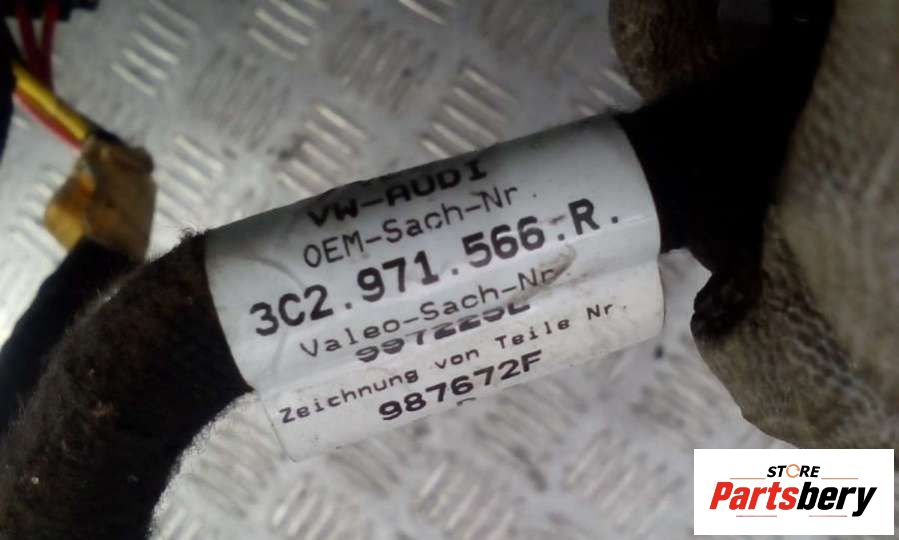 VW-AUDI
OEM-Sach-Nr.
3C2.971.566.R.
Valeo-Sach-Nr.
Zeichnung von Teile Nr.
987672F
STORE
Partsbery